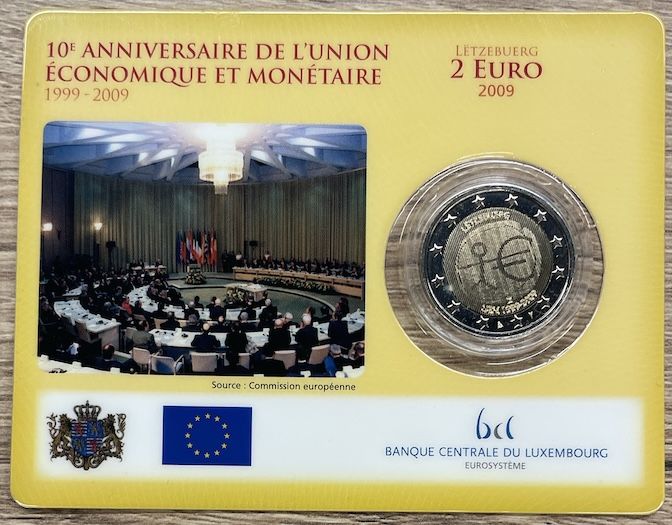 10E ANNIVERSAIRE DE L'UNION
ÉCONOMIQUE ET MONÉTAIRE
1999 - 2009
LËTZEBUERG
2 EURO
2009
LËTZEBUERG
€
Source : Commission européenne
bcl
BANQUE CENTRALE DU LUXEMBOURG
EUROSYSTÈME